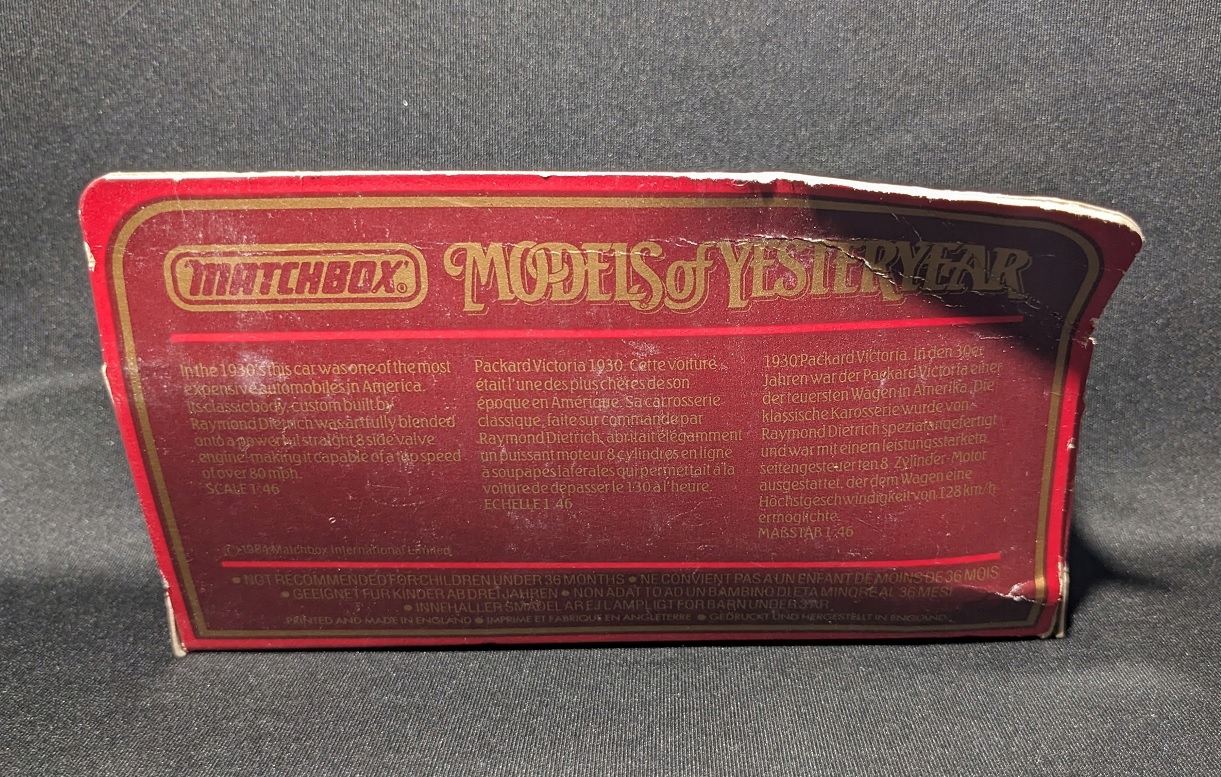 MATCHBOX®
MODELS of YESTERYEAR
In the 1930's this car was one of the most
expensive automobiles in America.
Its classic body, custom built by
Raymond Dietrich was artfully blended
onto a powerful straight 8 side valve
engine making it capable of a top speed
of over 80 mph.
SCALE 1:46
Packard Victoria 1930. Cette voiture
était l'une des plus chères de son
époque en Amérique. Sa carrosserie
classique, faite sur commande par
Raymond Dietrich, abritait élégamment
un puissant moteur 8 cylindres en ligne
à soupapes latérales qui permettait à la
voiture de dépasser le 130 à l'heure.
ECHELLE 1:46
1930 Packard Victoria. In den 30er
Jahren war der Packard Victoria einer
der teuersten Wagen in Amerika. Die
klassische Karosserie wurde von
Raymond Dietrich spezialangefertigt
und war mit einem leistungsstarken,
seitengesteuerten 8-Zylinder-Motor
ausgestattet, der dem Wagen eine
Höchstgeschwindigkeit von 128 km/h
ermöglichte.
MAßSTAB 1:46
© 1984 Matchbox International Limited
• NOT RECOMMENDED FOR CHILDREN UNDER 36 MONTHS • NE CONVIENT PAS A UN ENFANT DE MOINS DE 36 MOIS
• GEEIGNET FUR KINDER AB DREI JAHREN • NON ADATTO AD UN BAMBINO DI ETA MINORE AL 36 MESI
• INNEHALLER SMADELAR EJ LAMPLIGT FOR BARN UNDER 3 AR
PRINTED AND MADE IN ENGLAND • IMPRIME ET FABRIQUE EN ANGLETERRE • GEDRUCKT UND HERGESTELLT IN ENGLAND